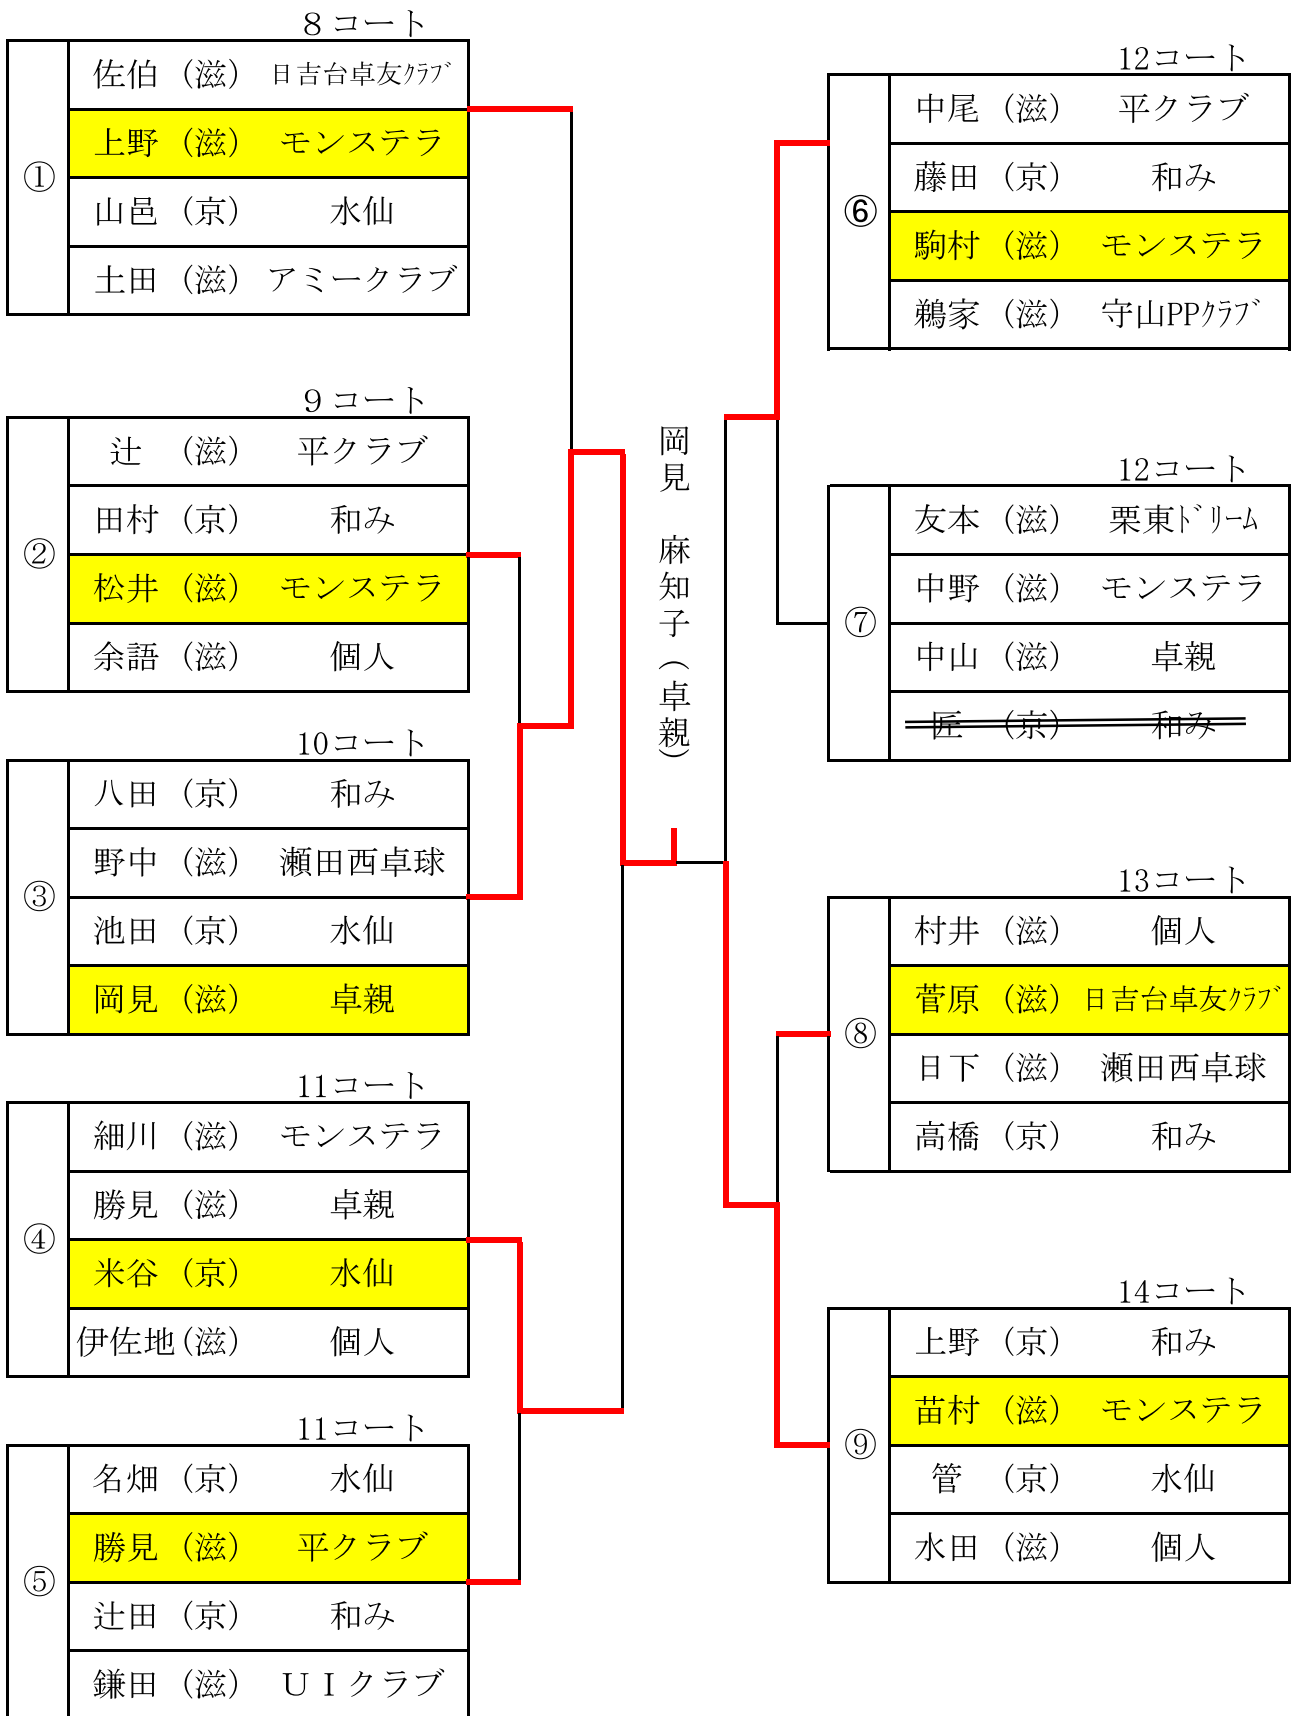 8コート
①
佐伯 (滋) 日吉台卓友ｸﾗﾌﾞ
上野 (滋) モンステラ
山邑 (京) 水仙
土田 (滋) アミークラブ
9コート
②
辻 (滋) 平クラブ
田村 (京) 和み
松井 (滋) モンステラ
余語 (滋) 個人
10コート
③
八田 (京) 和み
野中 (滋) 瀬田西卓球
池田 (京) 水仙
岡見 (滋) 卓親
11コート
④
細川 (滋) モンステラ
勝見 (滋) 卓親
米谷 (京) 水仙
伊佐地 (滋) 個人
11コート
⑤
名畑 (京) 水仙
勝見 (滋) 平クラブ
辻田 (京) 和み
鎌田 (滋) ＵＩクラブ
岡見 麻知子(卓親)
12コート
⑥
中尾 (滋) 平クラブ
藤田 (京) 和み
駒村 (滋) モンステラ
鵜家 (滋) 守山PPｸﾗﾌﾞ
12コート
⑦
友本 (滋) 栗東ﾄﾞﾘｰﾑ
中野 (滋) モンステラ
中山 (滋) 卓親
匠 (京) 和み
13コート
⑧
村井 (滋) 個人
菅原 (滋) 日吉台卓友ｸﾗﾌﾞ
日下 (滋) 瀬田西卓球
高橋 (京) 和み
14コート
⑨
上野 (京) 和み
苗村 (滋) モンステラ
管 (京) 水仙
水田 (滋) 個人